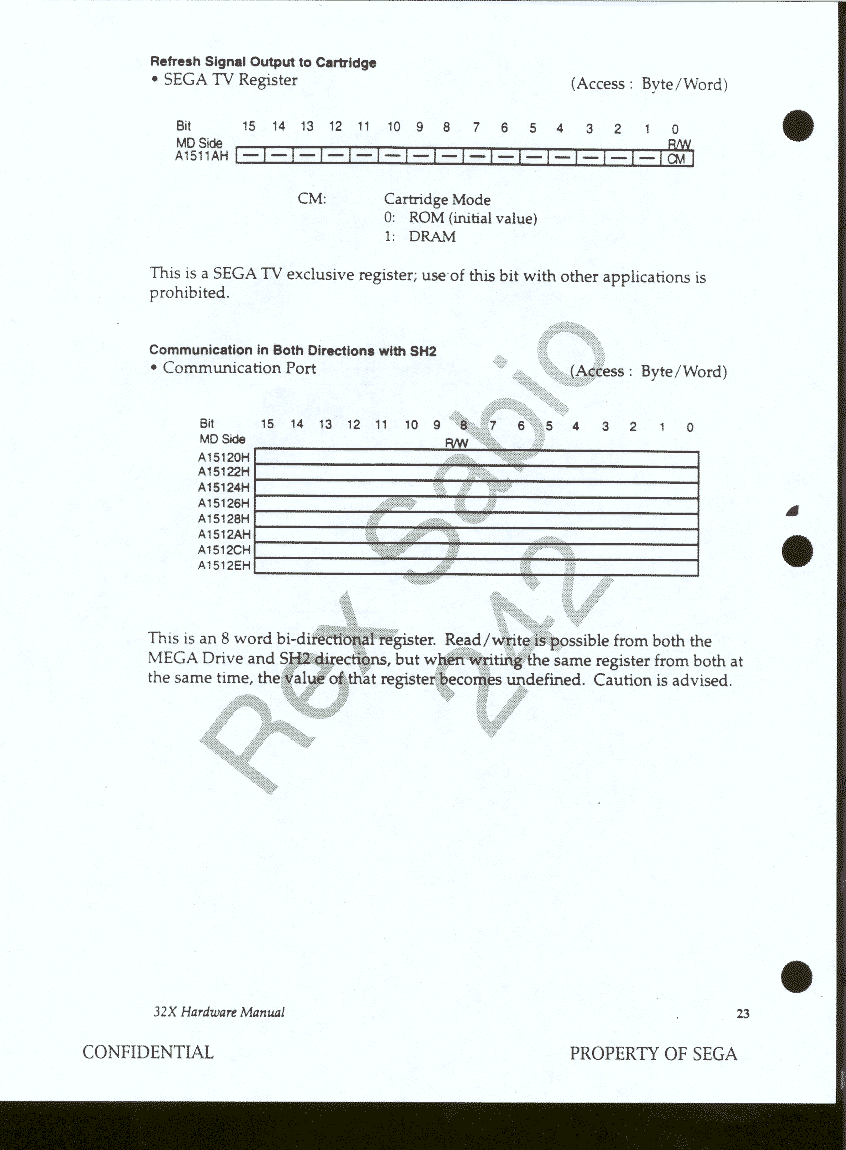 Refresh Signal Output to Cartridge
• SEGA TV Register (Access : Byte/Word)
Bit 15 14 13 12 11 10 9 8 7 6 5 4 3 2 1 0
MD Side R/W
A1511AH — — — — — — — — — — — — — — — CM
CM: Cartridge Mode
0: ROM (initial value)
1: DRAM
This is a SEGA TV exclusive register; use of this bit with other applications is
prohibited.
Communication in Both Directions with SH2
• Communication Port (Access : Byte/Word)
Bit 15 14 13 12 11 10 9 8 7 6 5 4 3 2 1 0
MD Side R/W
A15120H
A15122H
A15124H
A15126H
A15128H
A1512AH
A1512CH
A1512EH
This is an 8 word bi-directional register. Read/write is possible from both the
MEGA Drive and SH2 directions, but when writing the same register from both at
the same time, the value of that register becomes undefined. Caution is advised.
Rex Sabio
242
32X Hardware Manual 23
CONFIDENTIAL PROPERTY OF SEGA